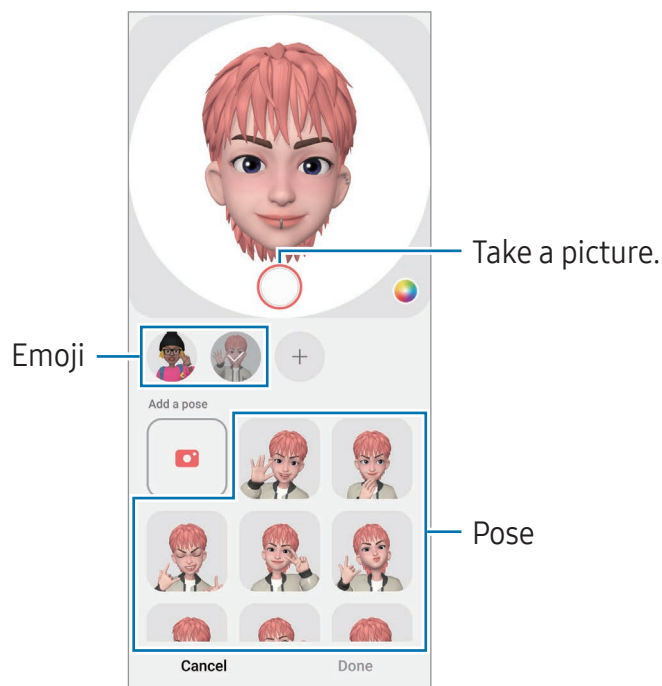 Take a picture.
Emoji
Add a pose
Pose
Cancel
Done